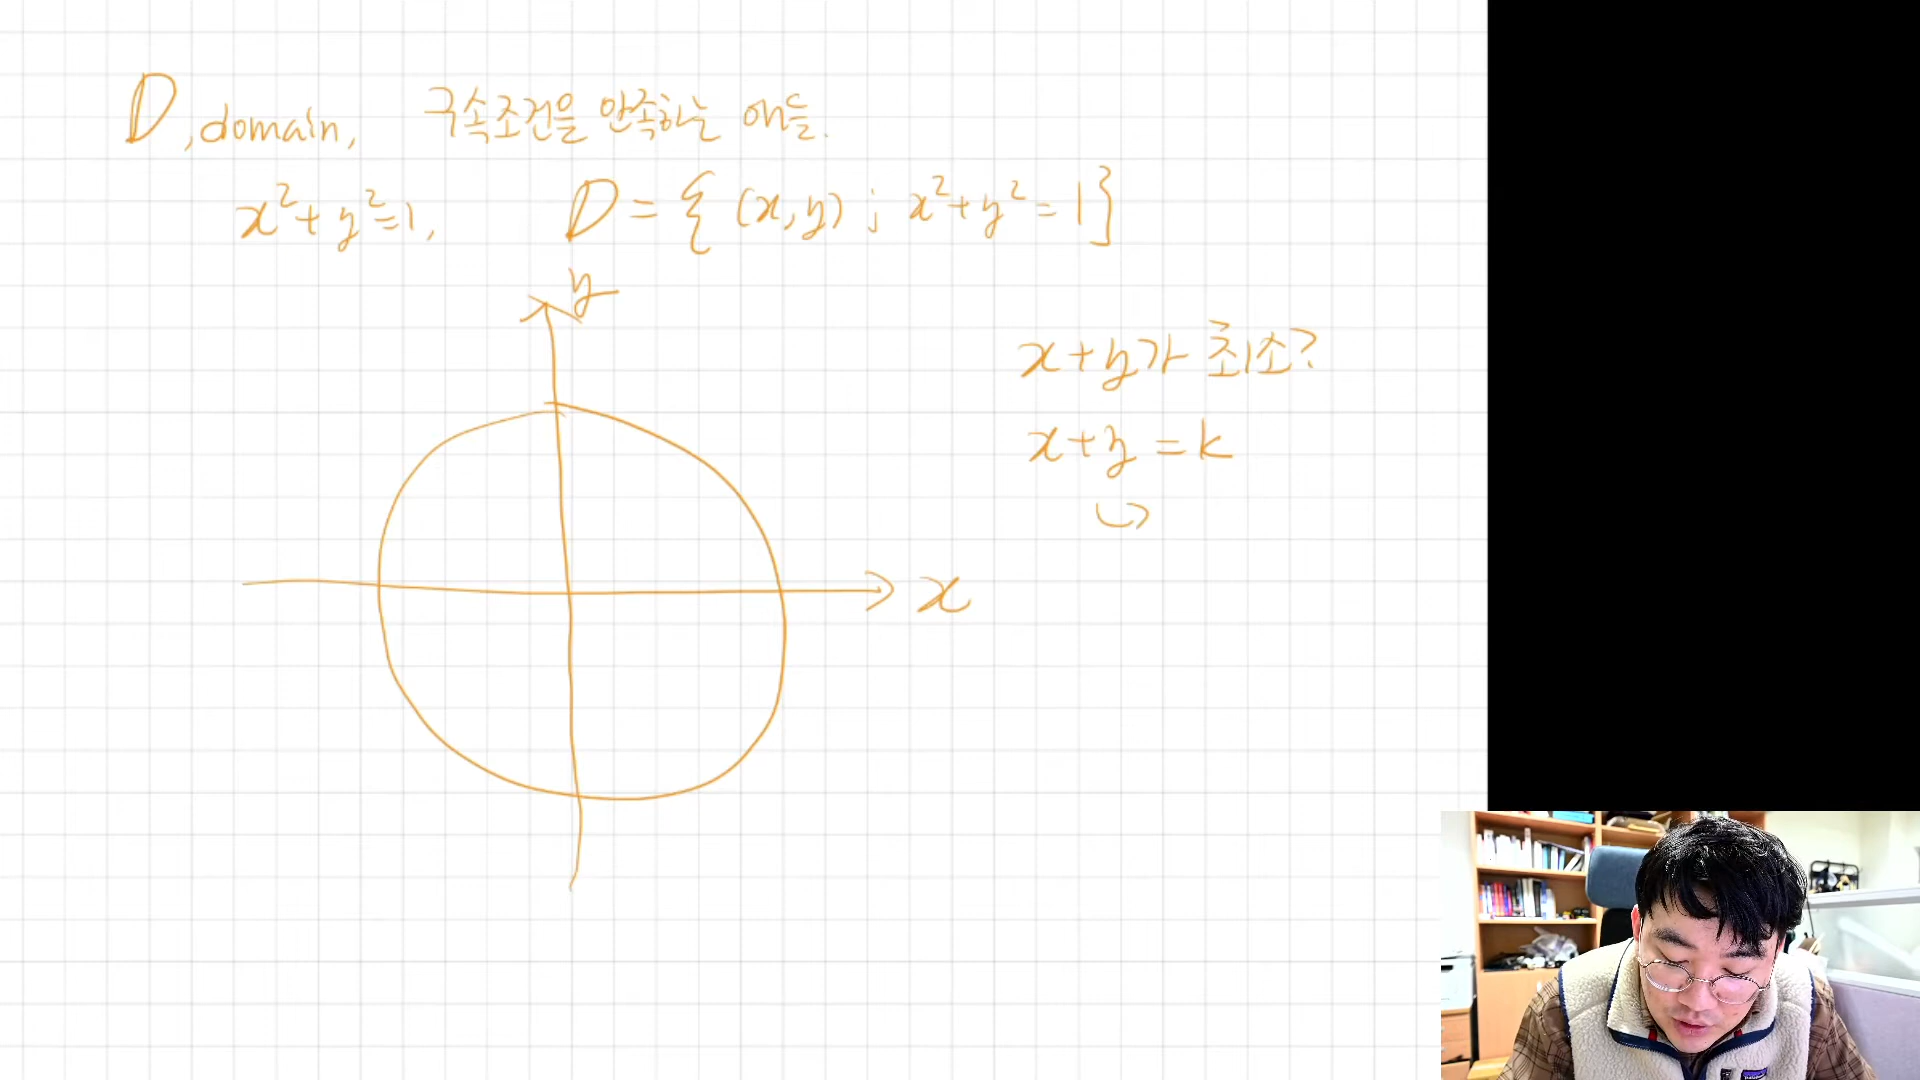 D, domain, 구속조건을 만족하는 애들.
x²+y²=1, D = { (x,y) ; x²+y² = 1}
y
x+y가 최소?
x+y = k
x